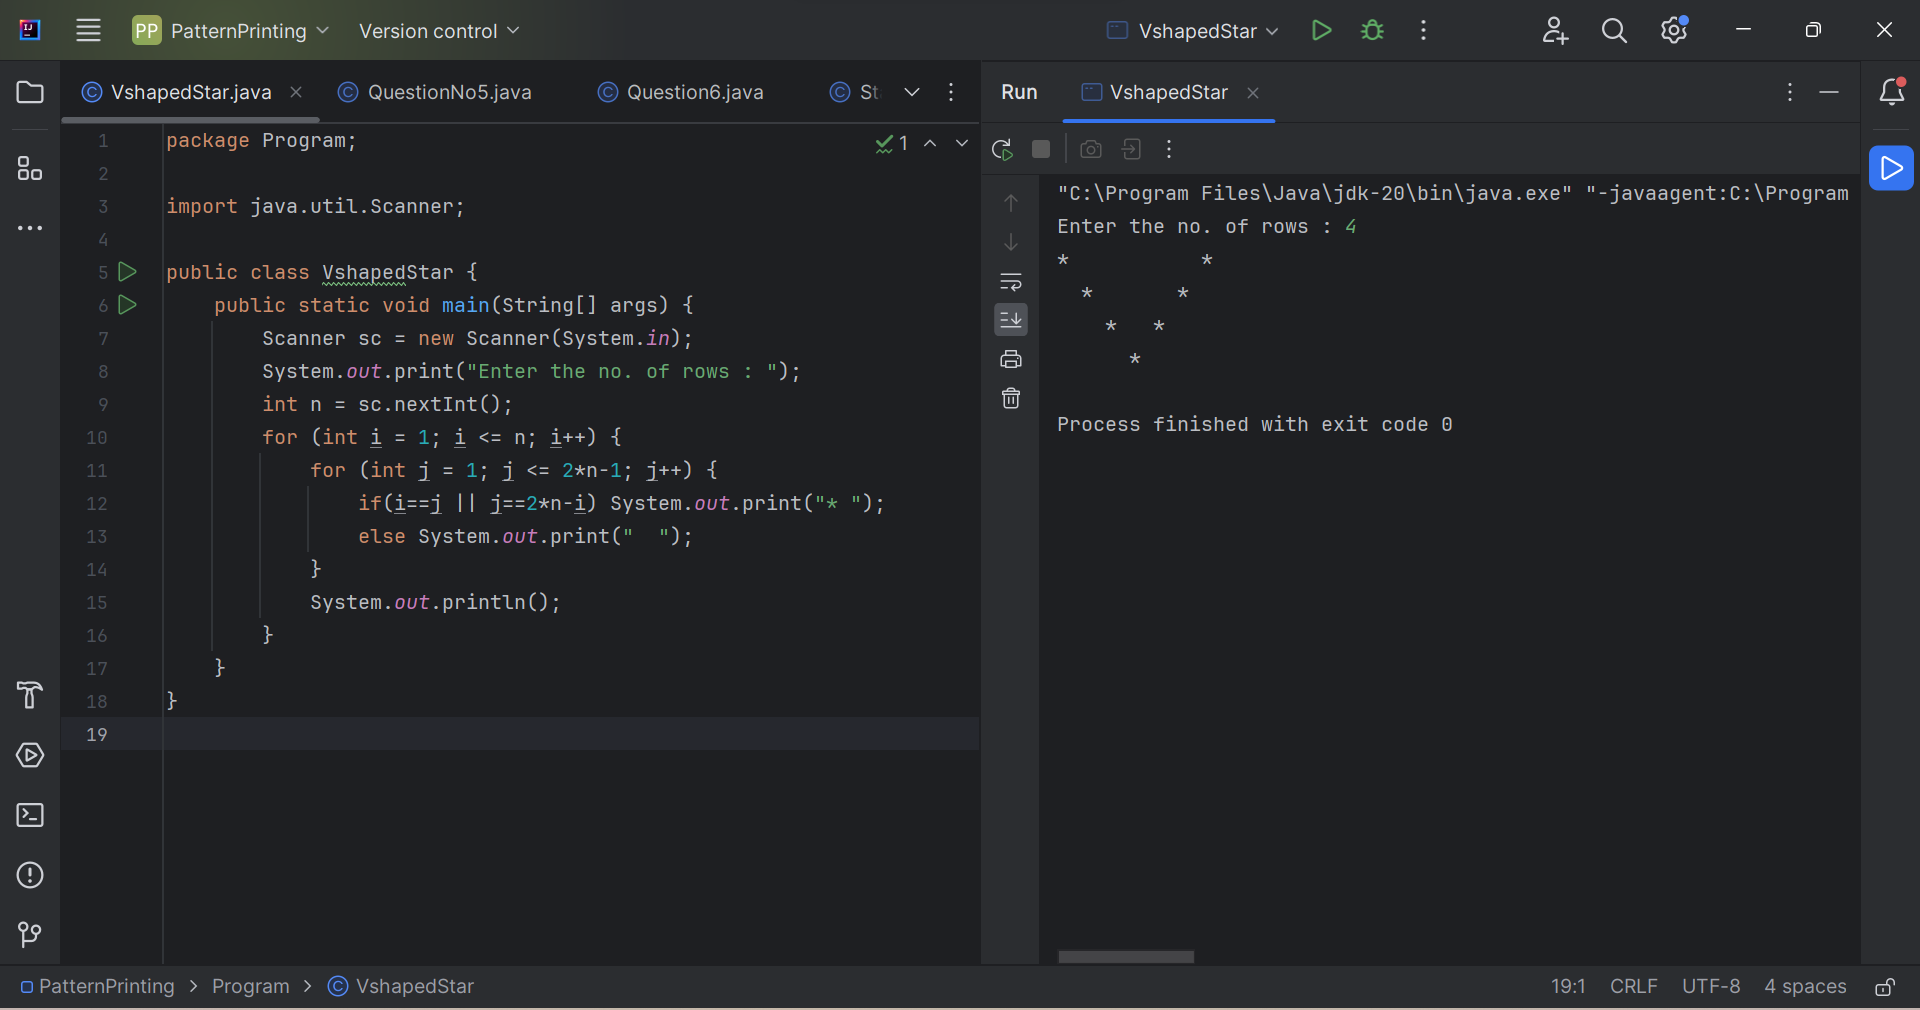 PP PatternPrinting Version control VshapedStar
VshapedStar.java QuestionNo5.java Question6.java St
Run VshapedStar
1 package Program;
2
3 import java.util.Scanner;
4
5 public class VshapedStar {
6     public static void main(String[] args) {
7         Scanner sc = new Scanner(System.in);
8         System.out.print("Enter the no. of rows : ");
9         int n = sc.nextInt();
10         for (int i = 1; i <= n; i++) {
11             for (int j = 1; j <= 2*n-1; j++) {
12                 if(i==j || j==2*n-i) System.out.print("* ");
13                 else System.out.print("  ");
14             }
15             System.out.println();
16         }
17     }
18 }
19
1
"C:\Program Files\Java\jdk-20\bin\java.exe" "-javaagent:C:\Program
Enter the no. of rows : 4
*           *
  *       *
    *   *
      *
Process finished with exit code 0
PatternPrinting > Program > VshapedStar
19:1 CRLF UTF-8 4 spaces